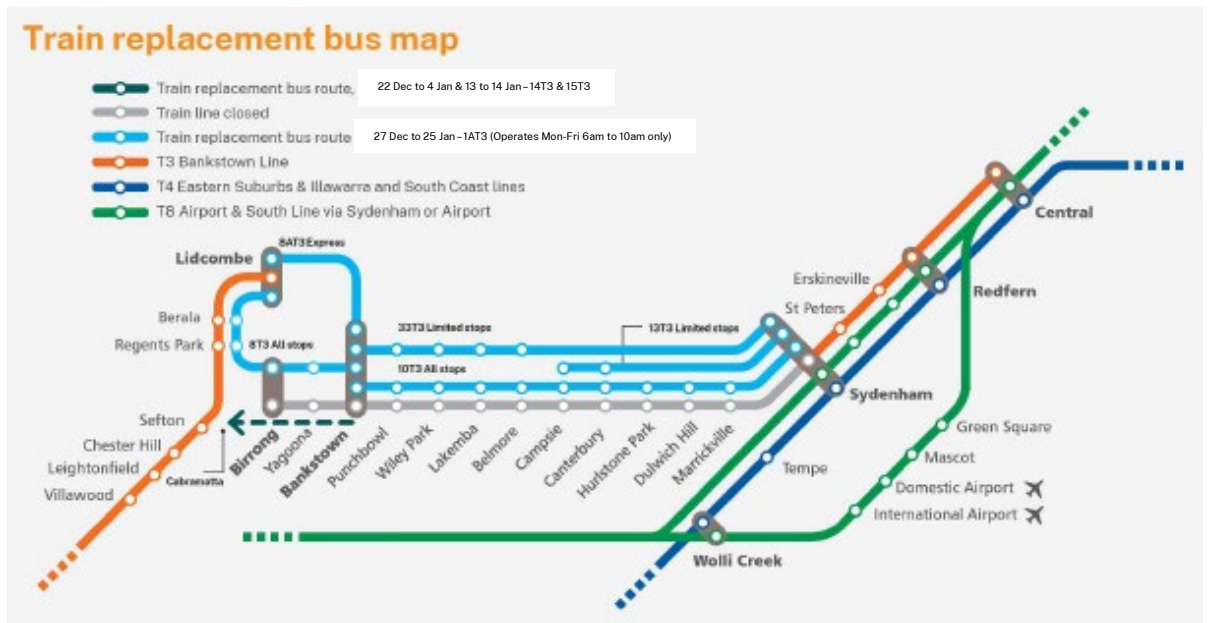 Train replacement bus map
Train replacement bus route, 22 Dec to 4 Jan & 13 to 14 Jan – 14T3 & 15T3
Train line closed
Train replacement bus route 27 Dec to 25 Jan – 1AT3 (Operates Mon-Fri 6am to 10am only)
T3 Bankstown Line
T4 Eastern Suburbs & Illawarra and South Coast lines
T8 Airport & South Line via Sydenham or Airport
Central
8AT3 Express
Lidcombe
Erskineville
Redfern
St Peters
Berala
33T3 Limited stops
13T3 Limited stops
Regents Park
8T3 All stops
10T3 All stops
Sydenham
Sefton
Chester Hill
Leightonfield
Cabramatta
Villawood
Birrong
Yagoona
Bankstown
Punchbowl
Wiley Park
Lakemba
Belmore
Campsie
Canterbury
Hurlstone Park
Dulwich Hill
Marrickville
Green Square
Mascot
Tempe
Domestic Airport
International Airport
Wolli Creek